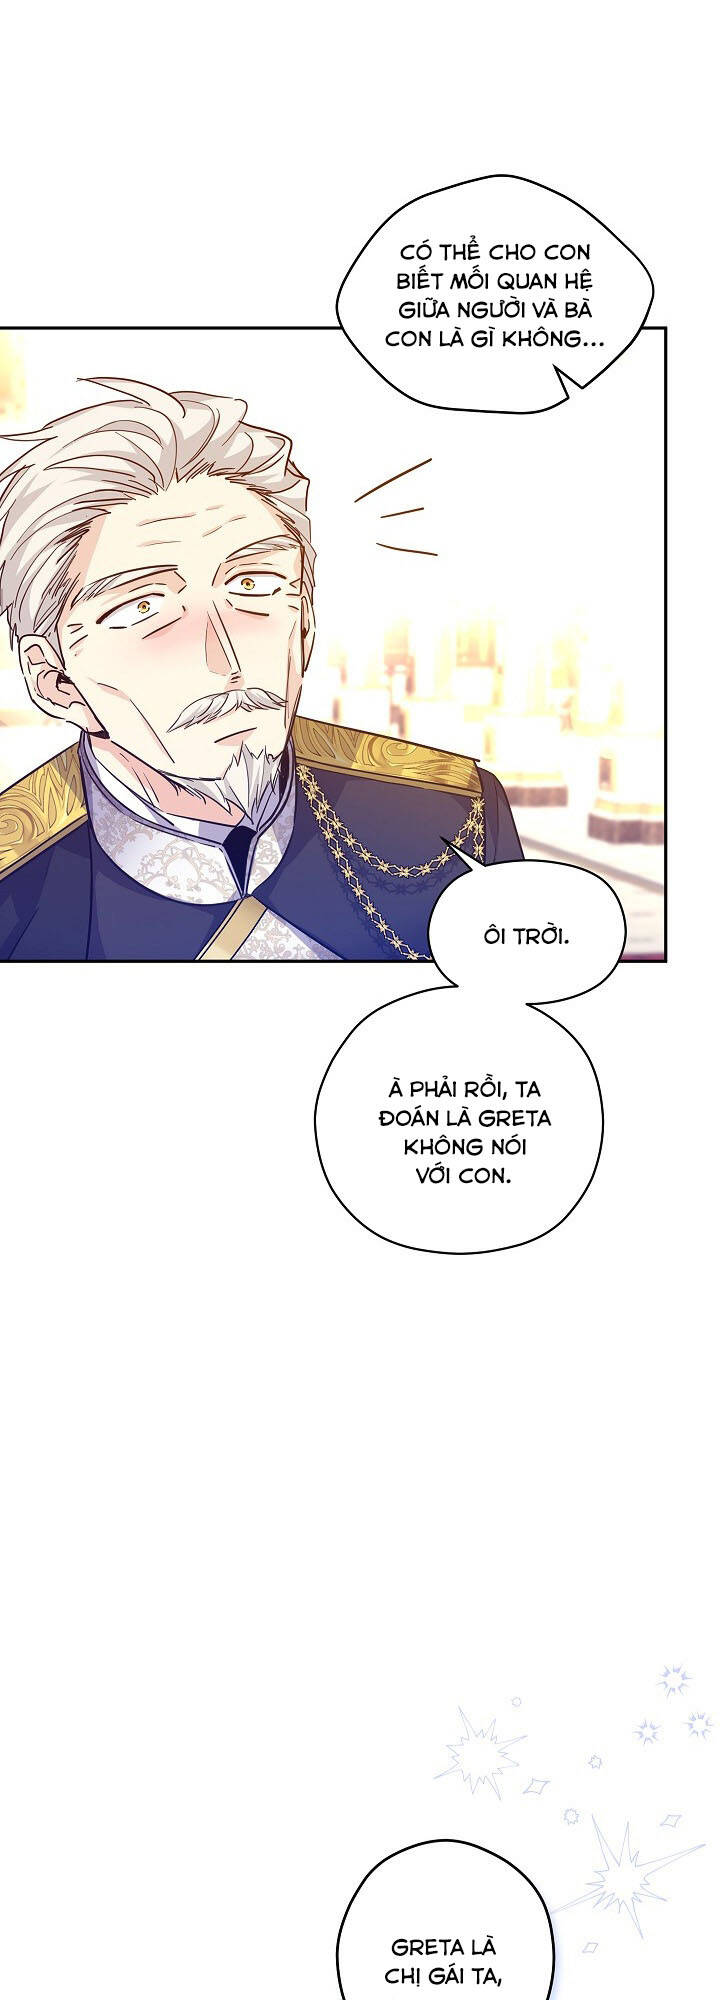 CÓ THỂ CHO CON
BIẾT MỐI QUAN HỆ
GIỮA NGƯỜI VÀ BÀ
CON LÀ GÌ KHÔNG...
ÔI TRỜI.
À PHẢI RỒI, TA
ĐOÁN LÀ GRETA
KHÔNG NÓI
VỚI CON.
GRETA LÀ
CHỊ GÁI TA,